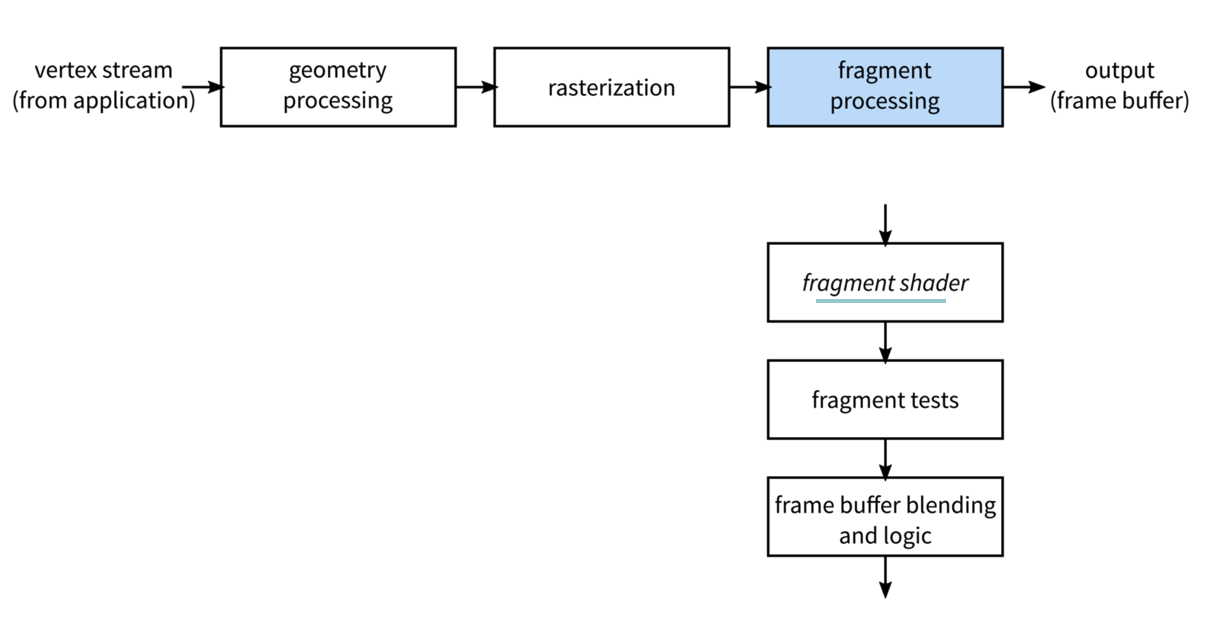 vertex stream
(from application)
geometry
processing
rasterization
fragment
processing
output
(frame buffer)
fragment shader
fragment tests
frame buffer blending
and logic